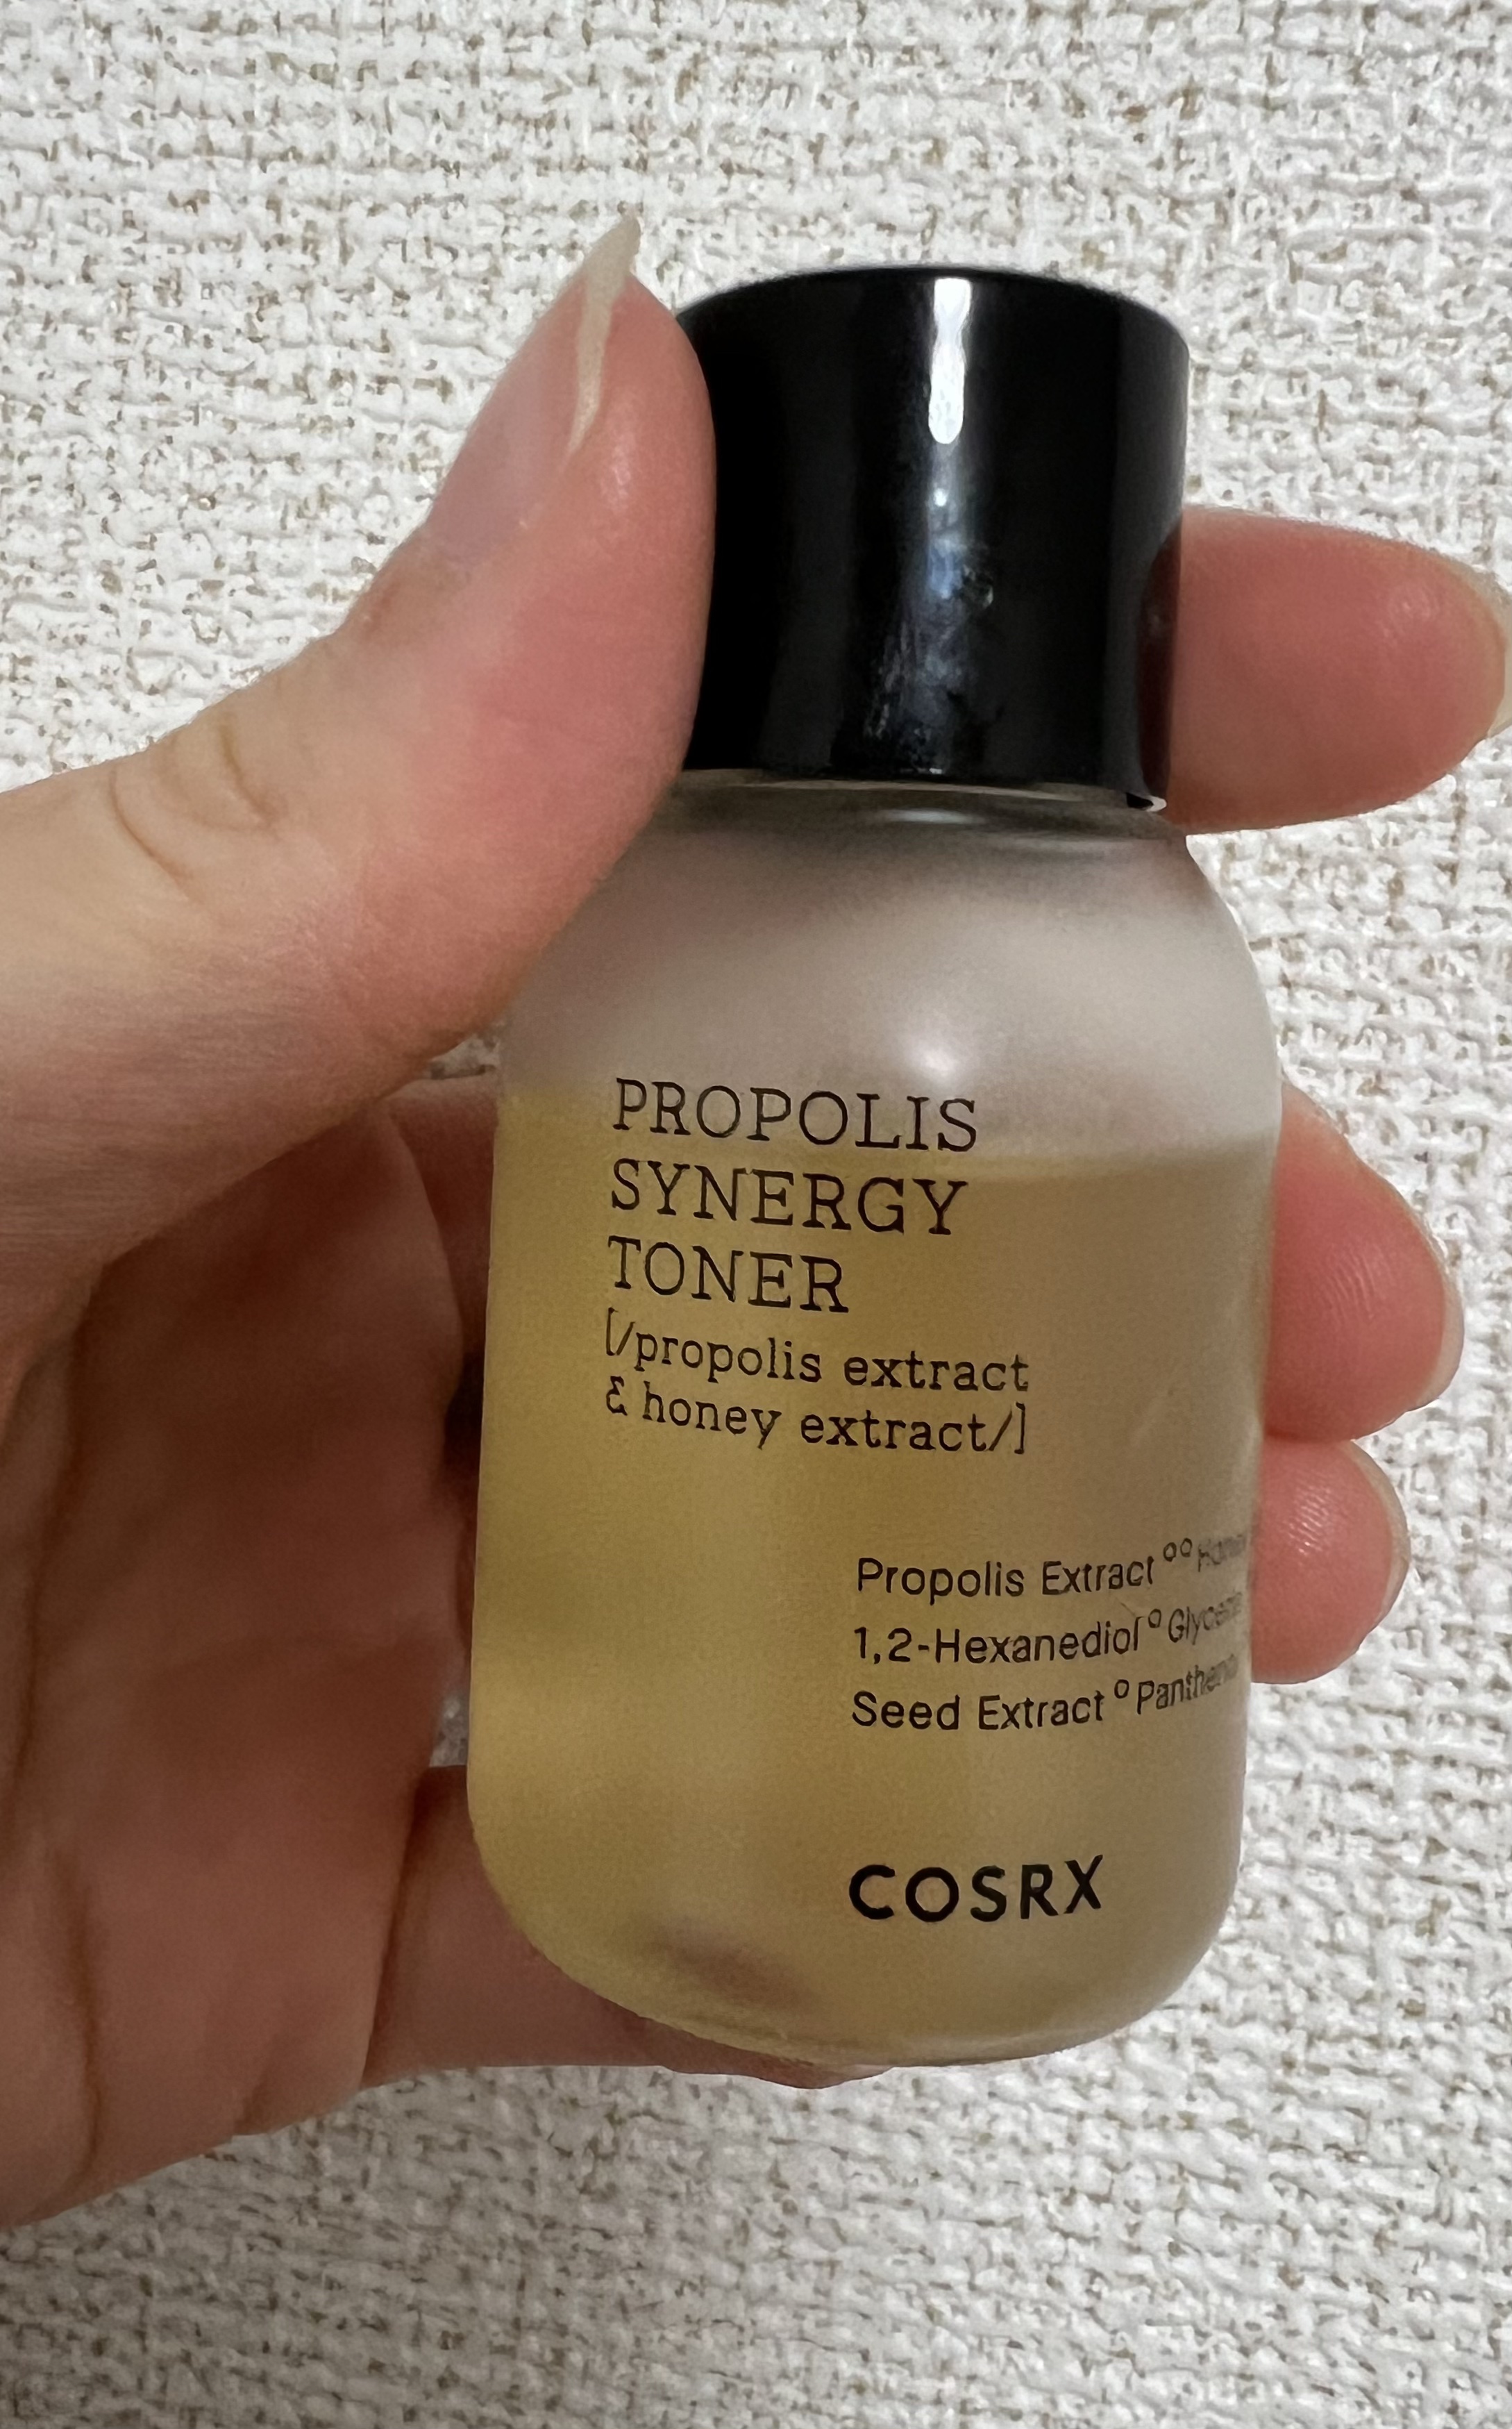 PROPOLIS
SYNERGY
TONER
[/propolis extract
& honey extract/]
Propolis Extract °°
1,2-Hexanediol °
Seed Extract °
COSRX